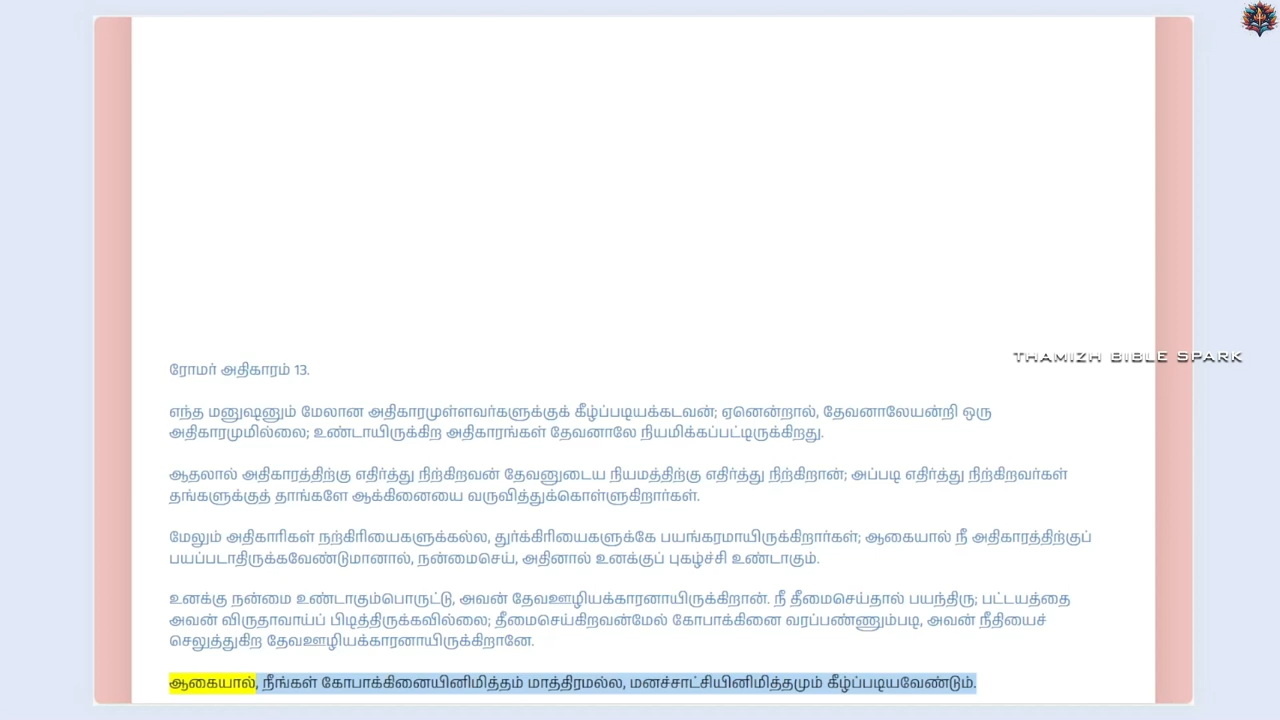 ரோமர் அதிகாரம் 13.
THAMIZH BIBLE SPARK
எந்த மனுஷனும் மேலான அதிகாரமுள்ளவர்களுக்குக் கீழ்ப்படியக்கடவன்; ஏனென்றால், தேவனாலேயன்றி ஒரு
அதிகாரமுமில்லை; உண்டாயிருக்கிற அதிகாரங்கள் தேவனாலே நியமிக்கப்பட்டிருக்கிறது.
ஆதலால் அதிகாரத்திற்கு எதிர்த்து நிற்கிறவன் தேவனுடைய நியமத்திற்கு எதிர்த்து நிற்கிறான்; அப்படி எதிர்த்து நிற்கிறவர்கள்
தங்களுக்குத் தாங்களே ஆக்கினையை வருவித்துக்கொள்ளுகிறார்கள்.
மேலும் அதிகாரிகள் நற்கிரியைகளுக்கல்ல, துர்க்கிரியைகளுக்கே பயங்கரமாயிருக்கிறார்கள்; ஆகையால் நீ அதிகாரத்திற்குப்
பயப்படாதிருக்கவேண்டுமானால், நன்மைசெய், அதினால் உனக்குப் புகழ்ச்சி உண்டாகும்.
உனக்கு நன்மை உண்டாகும்பொருட்டு, அவன் தேவஊழியக்காரனாயிருக்கிறான். நீ தீமைசெய்தால் பயந்திரு; பட்டயத்தை
அவன் விருதாவாய்ப் பிடித்திருக்கவில்லை; தீமைசெய்கிறவன்மேல் கோபாக்கினை வரப்பண்ணும்படி, அவன் நீதியைச்
செலுத்துகிற தேவஊழியக்காரனாயிருக்கிறானே.
ஆகையால், நீங்கள் கோபாக்கினையினிமித்தம் மாத்திரமல்ல, மனச்சாட்சியினிமித்தமும் கீழ்ப்படியவேண்டும்.